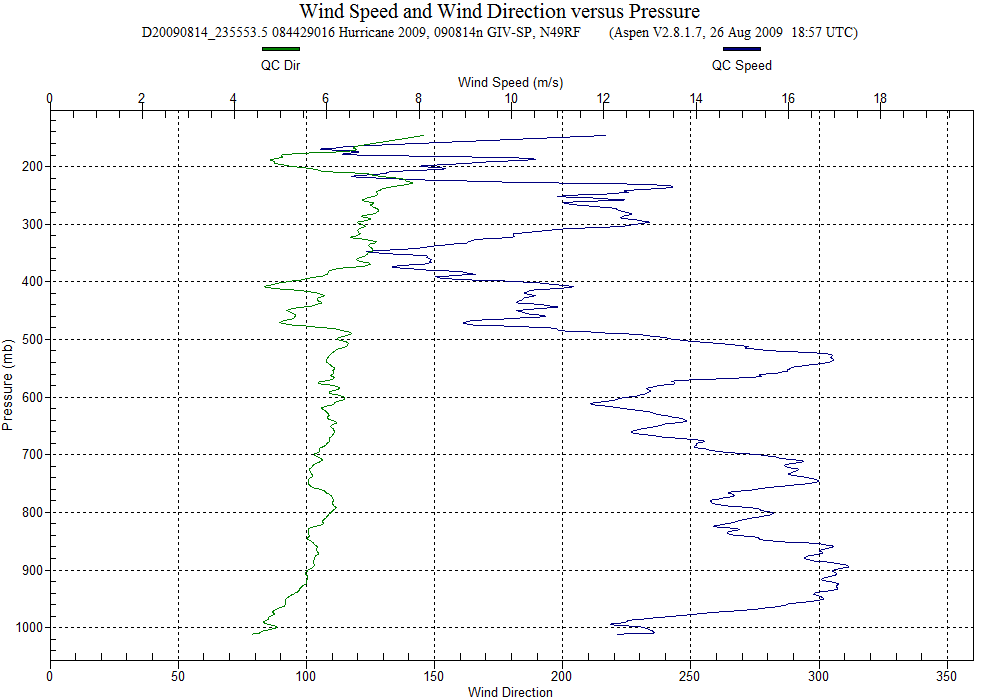 Wind Speed and Wind Direction versus Pressure
D20090814_235553.5 084429016 Hurricane 2009, 090814n GIV-SP, N49RF (Aspen V2.8.1.7, 26 Aug 2009 18:57 UTC)
QC Dir QC Speed
Wind Speed (m/s)
0 2 4 6 8 10 12 14 16 18
200
300
400
500
600
700
800
900
1000
Pressure (mb)
0 50 100 150 200 250 300 350
Wind Direction